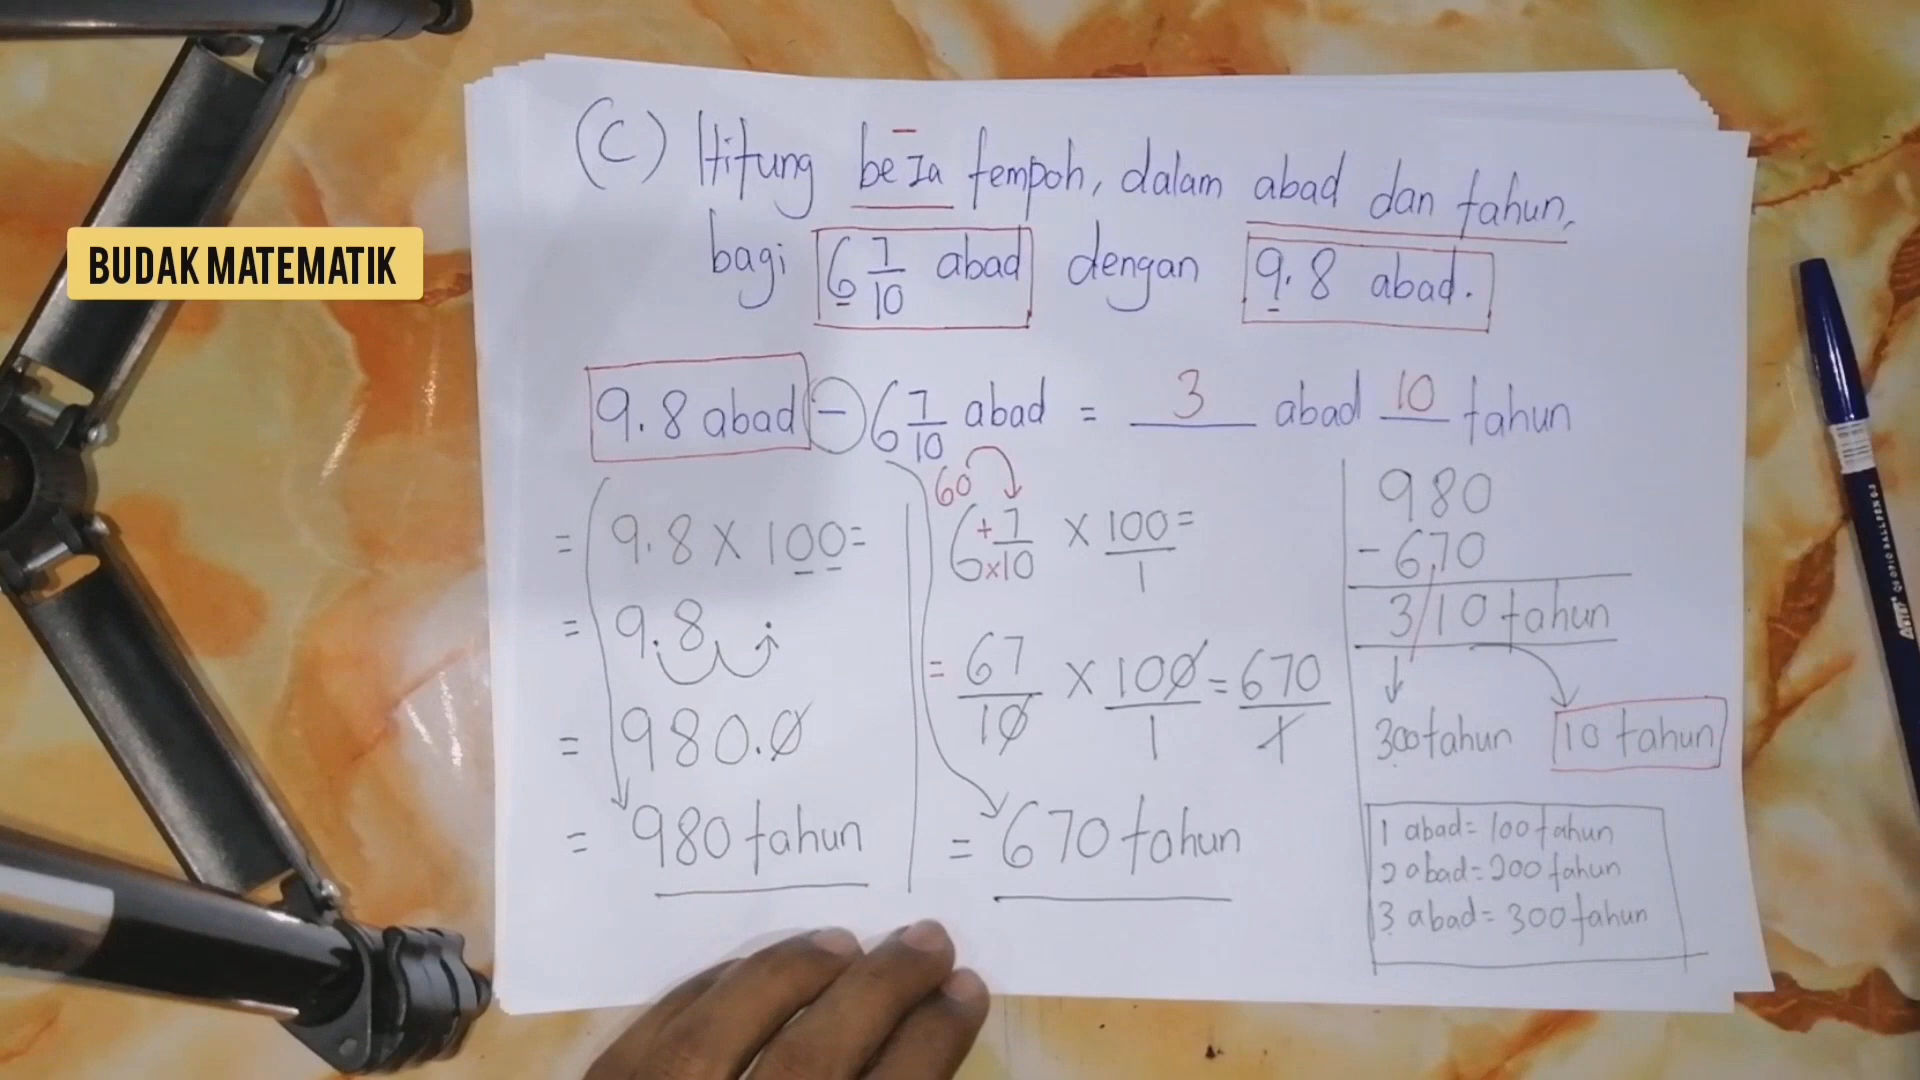 BUDAK MATEMATIK
(C) Hitung beza tempoh, dalam abad dan tahun,
bagi 6 7/10 abad dengan 9.8 abad.
9.8 abad - 6 7/10 abad = 3 abad 10 tahun
= 9.8 x 100 =
= 9.8
= 980.0
= 980 tahun
60
6 + 7/x10 x 100/1 =
= 67/10 x 100/1 = 670/1
= 670 tahun
980
- 670
3/10 tahun
300 tahun 10 tahun
1 abad = 100 tahun
2 abad = 200 tahun
3 abad = 300 tahun